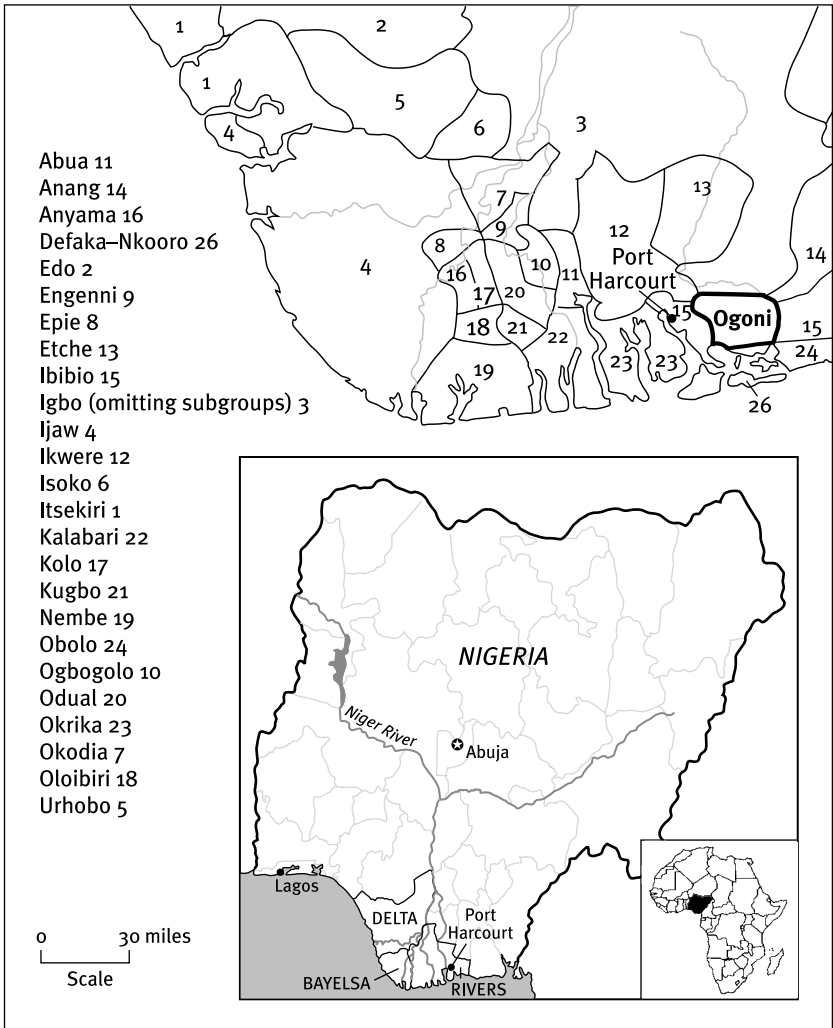 1
2
1
5
4
6
3
7
13
9
12
8
4
10
11
14
16
Port
Harcourt
17
20
15
Ogoni
18
21
22
15
23
23
24
19
26
Abua 11
Anang 14
Anyama 16
Defaka–Nkooro 26
Edo 2
Engenni 9
Epie 8
Etche 13
Ibibio 15
Igbo (omitting subgroups) 3
Ijaw 4
Ikwere 12
Isoko 6
Itsekiri 1
Kalabari 22
Kolo 17
Kugbo 21
Nembe 19
Obolo 24
Ogbogolo 10
Odual 20
Okrika 23
Okodia 7
Oloibiri 18
Urhobo 5
NIGERIA
Niger River
Abuja
Lagos
DELTA
Port
Harcourt
BAYELSA
RIVERS
0 30 miles
Scale